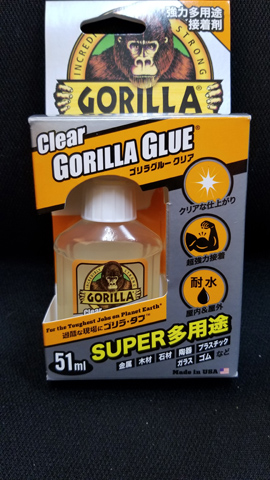 強力多用途
接着剤
INCREDIBLY STRONG
GORILLA
Clear
GORILLA GLUE®
ゴリラグルー クリア
クリアな仕上がり
超強力接着
耐水
屋内&屋外
GORILLA
Clear
For the Toughest Jobs on Planet Earth
過酷な現場にゴリラ・タフ
51ml
SUPER多用途
金属 木材 石材 陶器 プラスチック
ガラス ゴム など
Made in USA